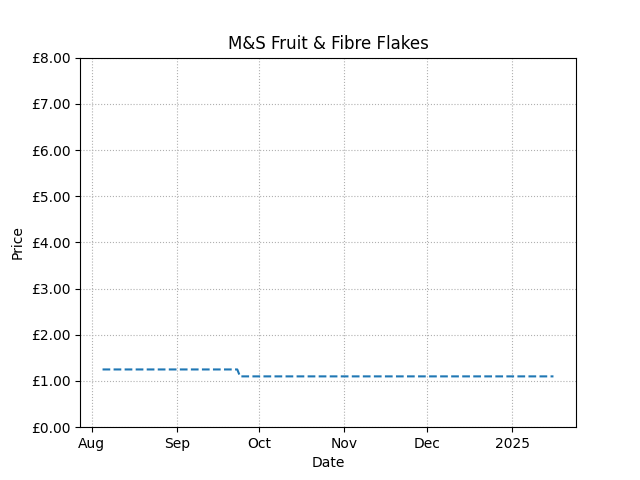 M&S Fruit & Fibre Flakes
£8.00
£7.00
£6.00
£5.00
£4.00
£3.00
£2.00
£1.00
£0.00
Price
Aug Sep Oct Nov Dec 2025
Date